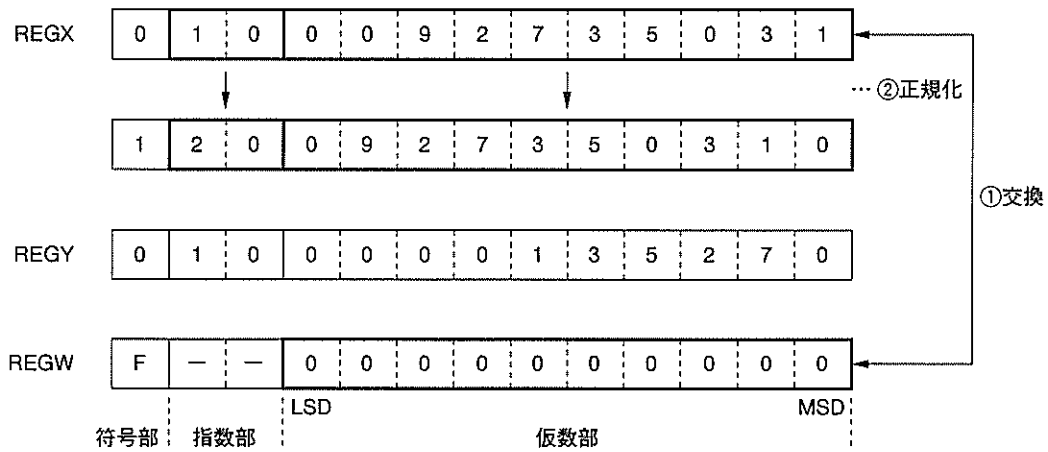 REGX 0 1 0 0 0 9 2 7 3 5 0 3 1
… ②正規化
1 2 0 0 9 2 7 3 5 0 3 1 0
①交換
REGY 0 1 0 0 0 0 0 1 3 5 2 7 0
REGW F － － 0 0 0 0 0 0 0 0 0 0
LSD MSD
符号部 指数部 仮数部